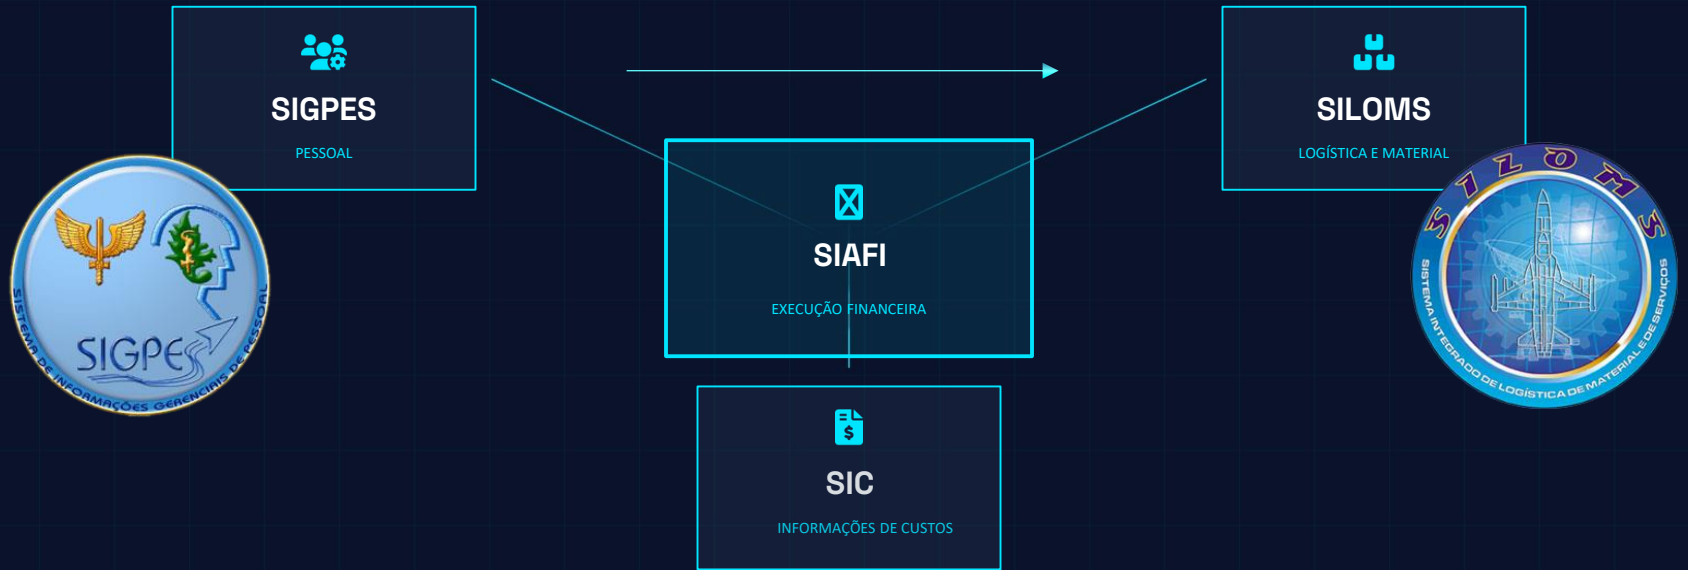 SIGPES
PESSOAL
SILOMS
LOGÍSTICA E MATERIAL
SIAFI
EXECUÇÃO FINANCEIRA
SIC
INFORMAÇÕES DE CUSTOS
SIGPES
SISTEMA DE INFORMAÇÕES GERENCIAIS DE PESSOAL
SILOMS
SISTEMA INTEGRADO DE LOGÍSTICA DE MATERIAL E DE SERVIÇOS